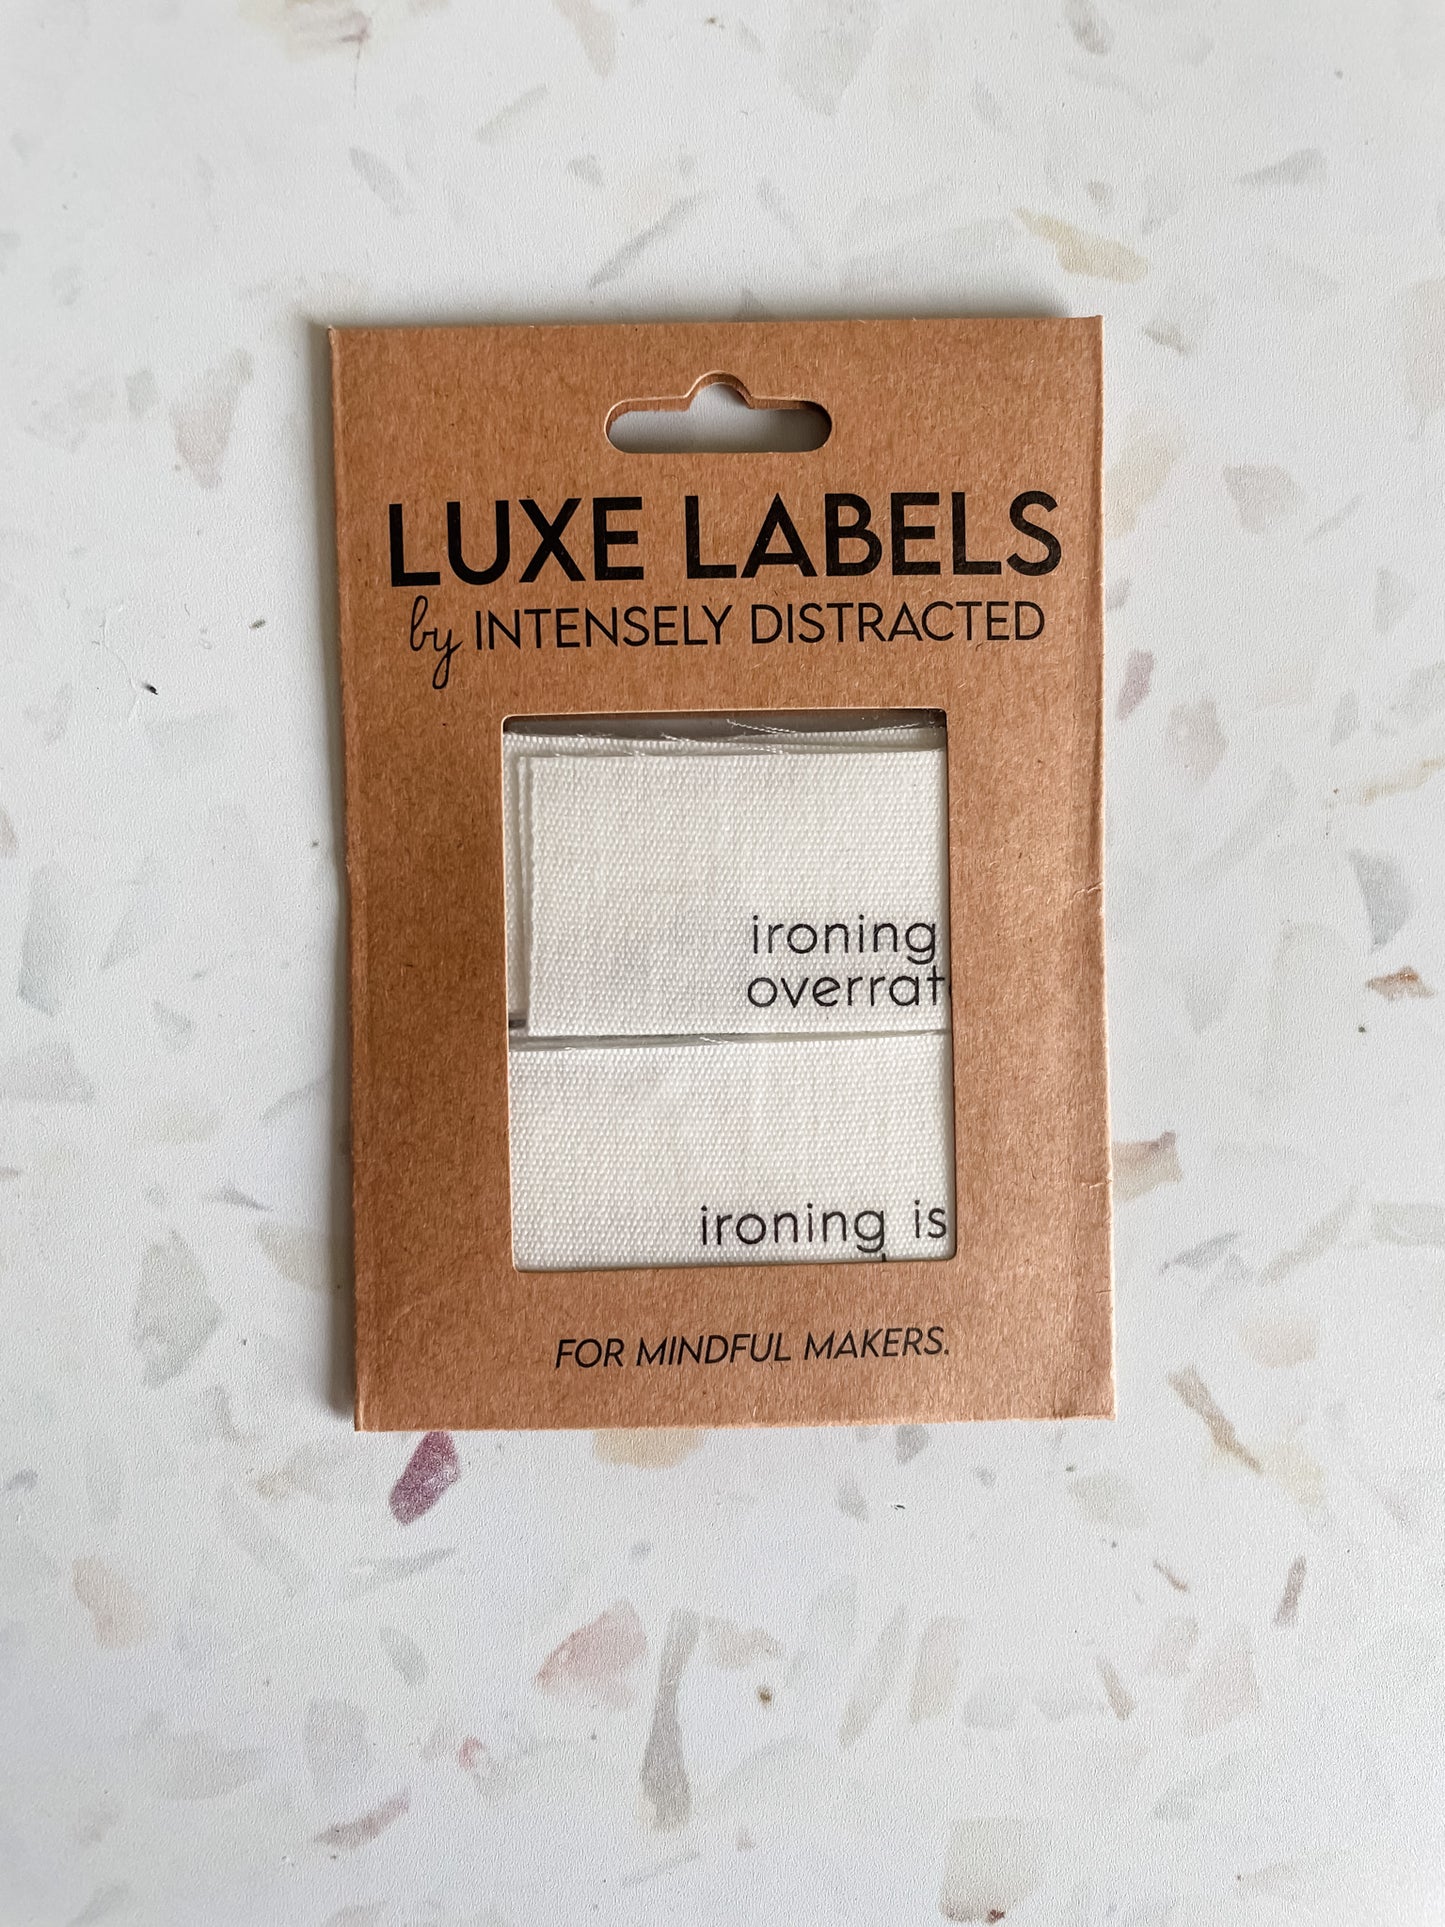 LUXE LABELS
by INTENSELY DISTRACTED
ironing
overrat
ironing is
FOR MINDFUL MAKERS.